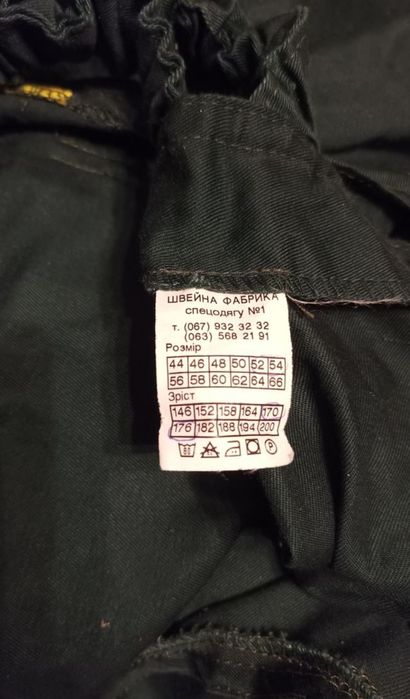 ШВЕЙНА ФАБРИКА
спецодягу №1
т. (067) 932 32 32
(063) 568 21 91
Розмір
44 46 48 50 52 54
56 58 60 62 64 66
Зріст
146 152 158 164 170
176 182 188 194 200